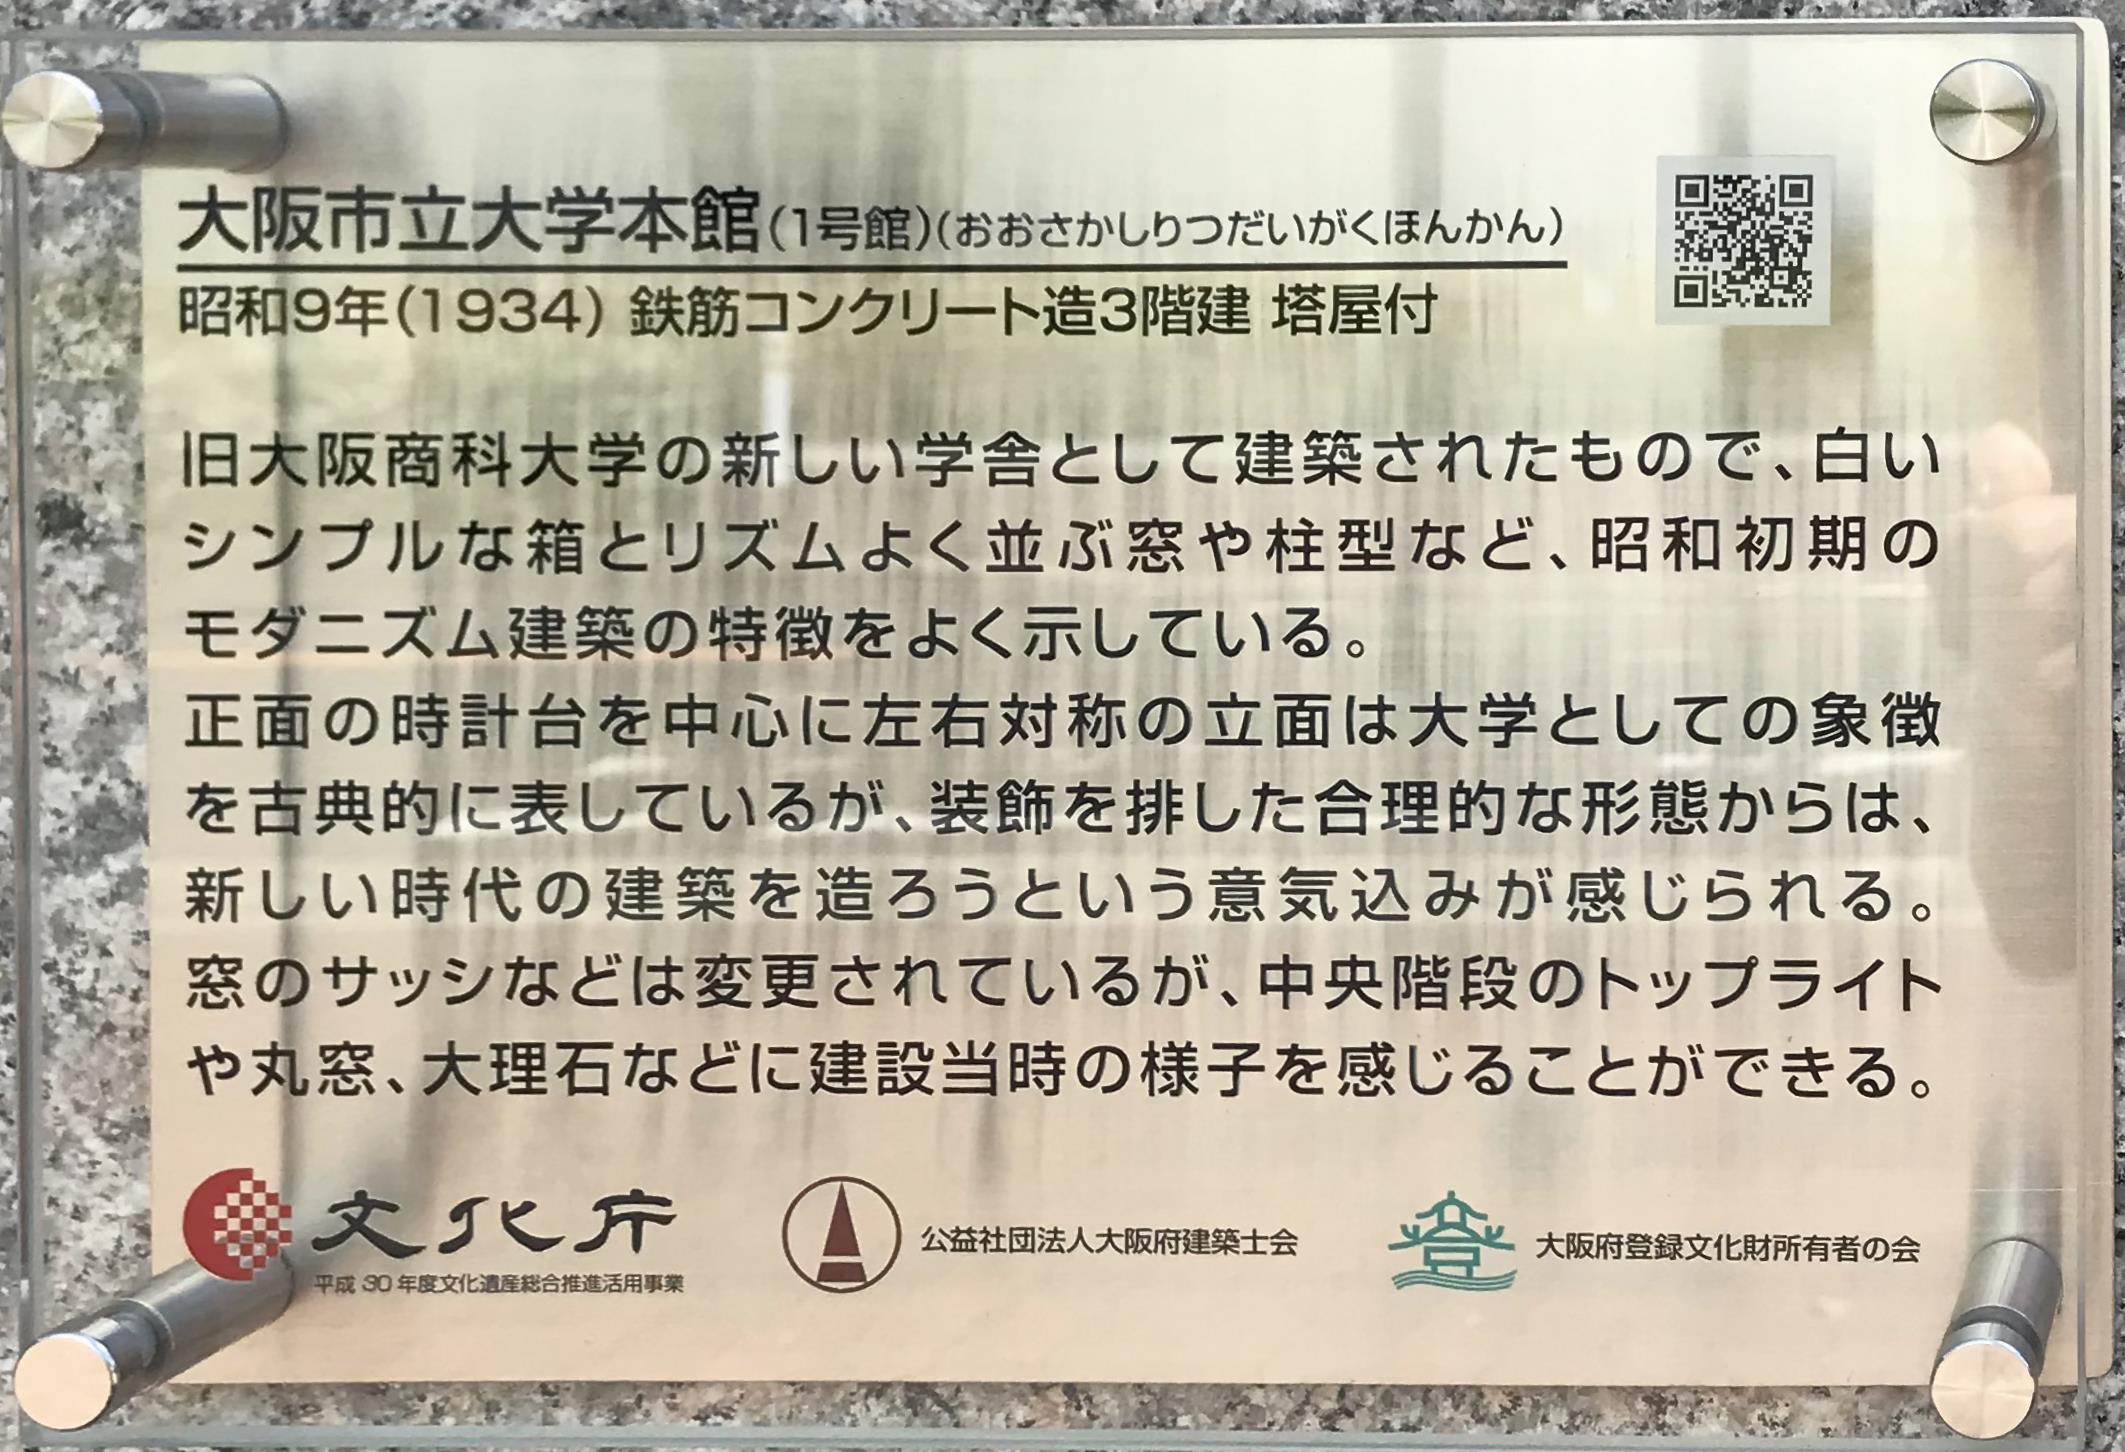 大阪市立大学本館(1号館)(おおさかしりつだいがくほんかん)
昭和9年(1934) 鉄筋コンクリート造3階建 塔屋付
旧大阪商科大学の新しい学舎として建築されたもので、白い
シンプルな箱とリズムよく並ぶ窓や柱型など、昭和初期の
モダニズム建築の特徴をよく示している。
正面の時計台を中心に左右対称の立面は大学としての象徴
を古典的に表しているが、装飾を排した合理的な形態からは、
新しい時代の建築を造ろうという意気込みが感じられる。
窓のサッシなどは変更されているが、中央階段のトップライト
や丸窓、大理石などに建設当時の様子を感じることができる。
文化庁
平成 30 年度文化遺産総合推進活用事業
公益社団法人大阪府建築士会
登
大阪府登録文化財所有者の会